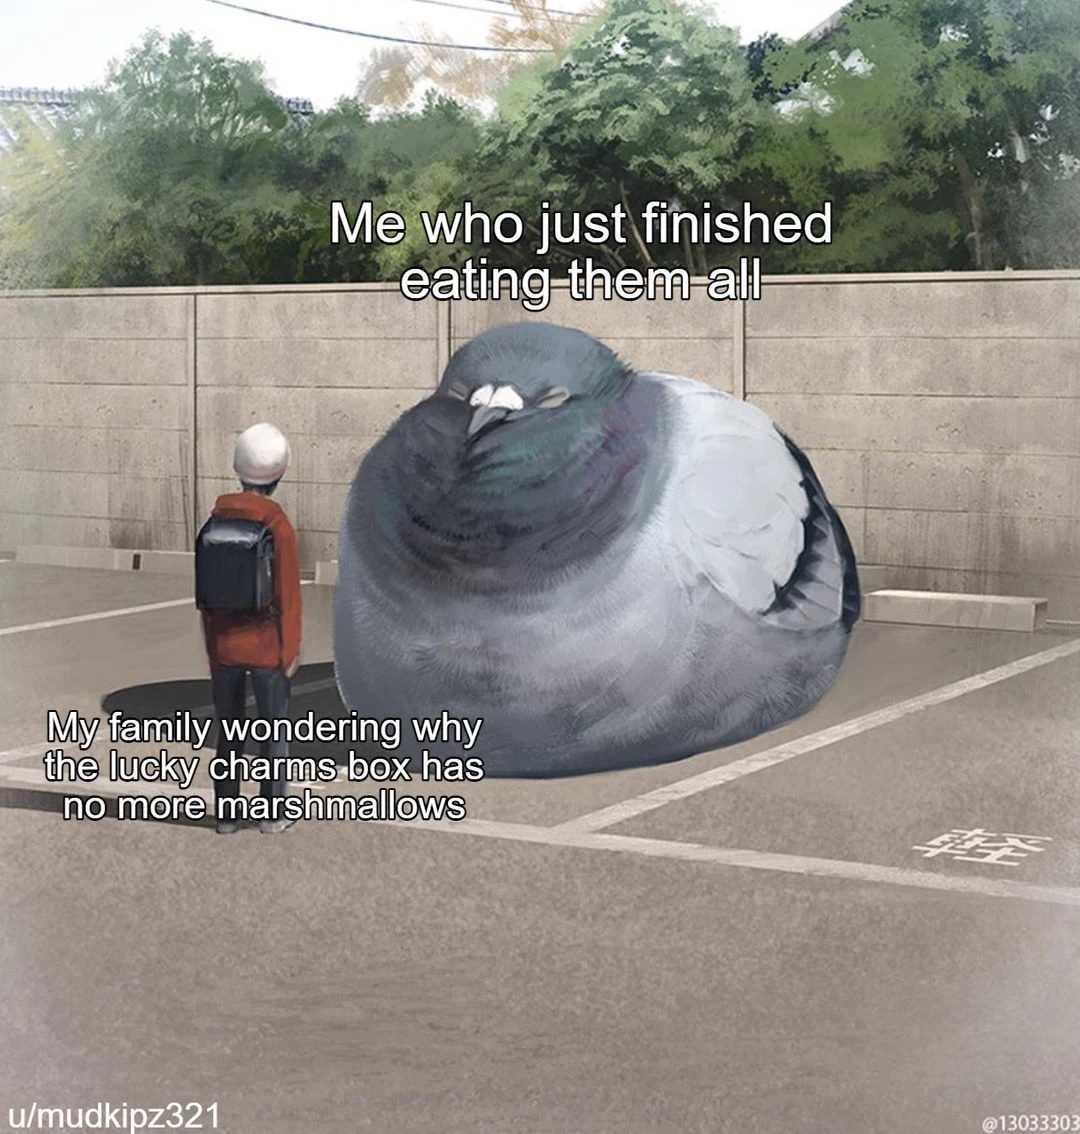 Me who just finished
eating them all
My family wondering why
the lucky charms box has
no more marshmallows
軽
u/mudkipz321
@13033303